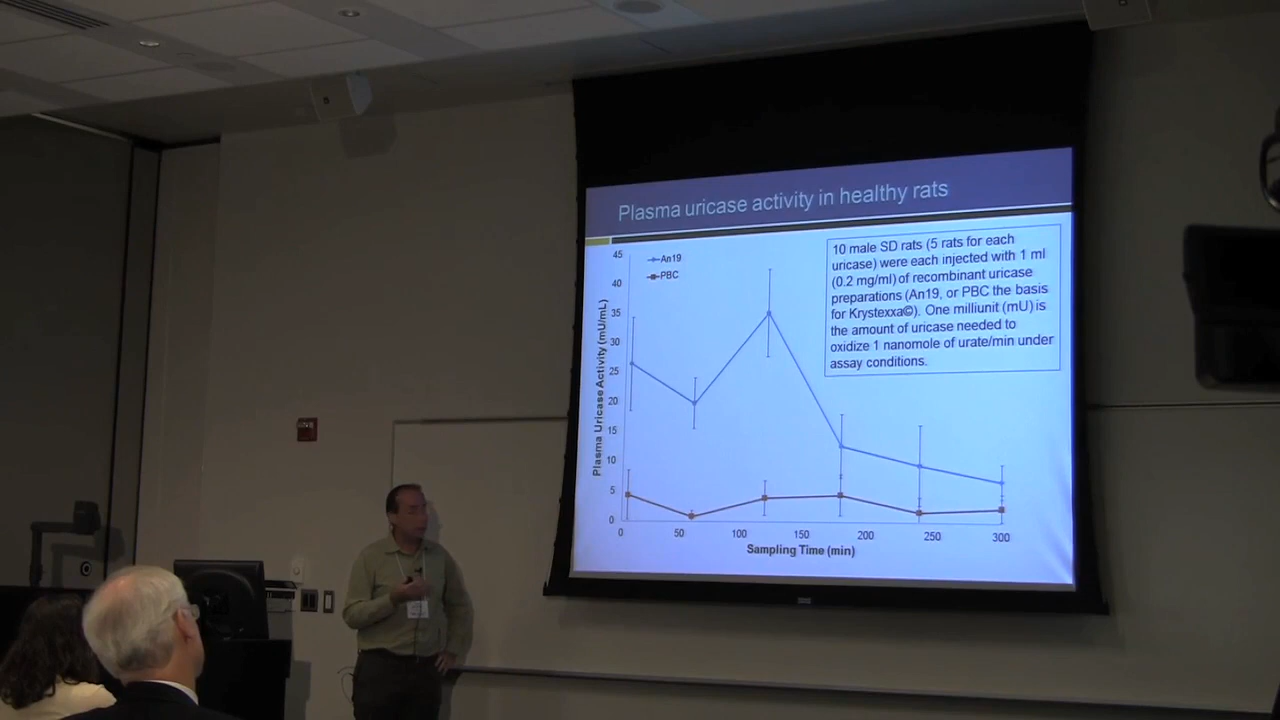 Plasma uricase activity in healthy rats
10 male SD rats (5 rats for each
uricase) were each injected with 1 ml
(0.2 mg/ml) of recombinant uricase
preparations (An19, or PBC the basis
for Krystexxa©). One milliunit (mU) is
the amount of uricase needed to
oxidize 1 nanomole of urate/min under
assay conditions.
An19
PBC
Plasma Uricase Activity (mU/mL)
45
40
35
30
25
20
15
10
5
0
0 50 100 150 200 250 300
Sampling Time (min)